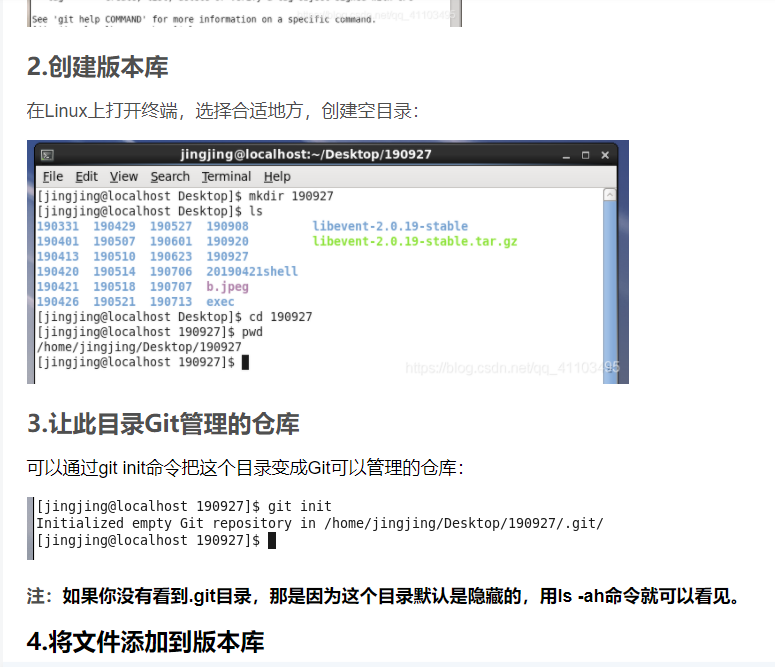 See 'git help COMMAND' for more information on a specific command.
2.创建版本库
在Linux上打开终端，选择合适地方，创建空目录：
jingjing@localhost:~/Desktop/190927
File Edit View Search Terminal Help
[jingjing@localhost Desktop]$ mkdir 190927
[jingjing@localhost Desktop]$ ls
190331 190429 190527 190908 libevent-2.0.19-stable
190401 190507 190601 190920 libevent-2.0.19-stable.tar.gz
190413 190510 190623 190927
190420 190514 190706 20190421shell
190421 190518 190707 b.jpeg
190426 190521 190713 exec
[jingjing@localhost Desktop]$ cd 190927
[jingjing@localhost 190927]$ pwd
/home/jingjing/Desktop/190927
[jingjing@localhost 190927]$
https://blog.csdn.net/qq_41103495
3.让此目录Git管理的仓库
可以通过git init命令把这个目录变成Git可以管理的仓库：
[jingjing@localhost 190927]$ git init
Initialized empty Git repository in /home/jingjing/Desktop/190927/.git/
[jingjing@localhost 190927]$
注：如果你没有看到.git目录，那是因为这个目录默认是隐藏的，用ls -ah命令就可以看见。
4.将文件添加到版本库